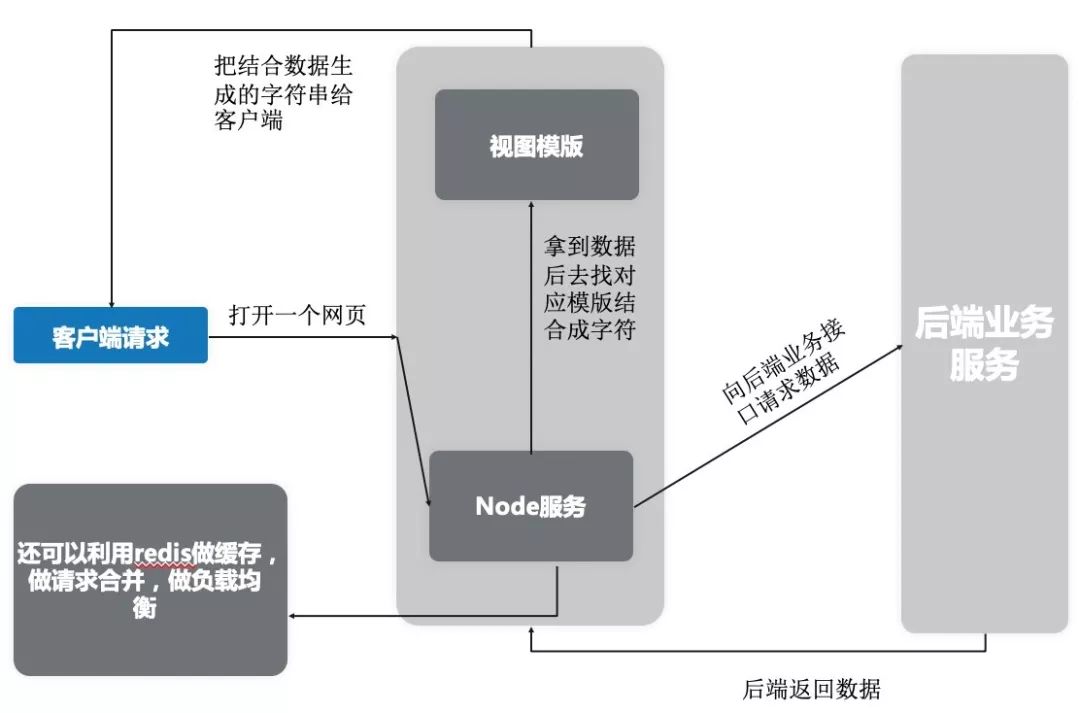 把结合数据生
成的字符串给
客户端
视图模版
拿到数据
后去找对
应模版结
合成字符
打开一个网页
客户端请求
后端业务
服务
向后端业务接
口请求数据
Node服务
还可以利用redis做缓存，
做请求合并，做负载均
衡
后端返回数据